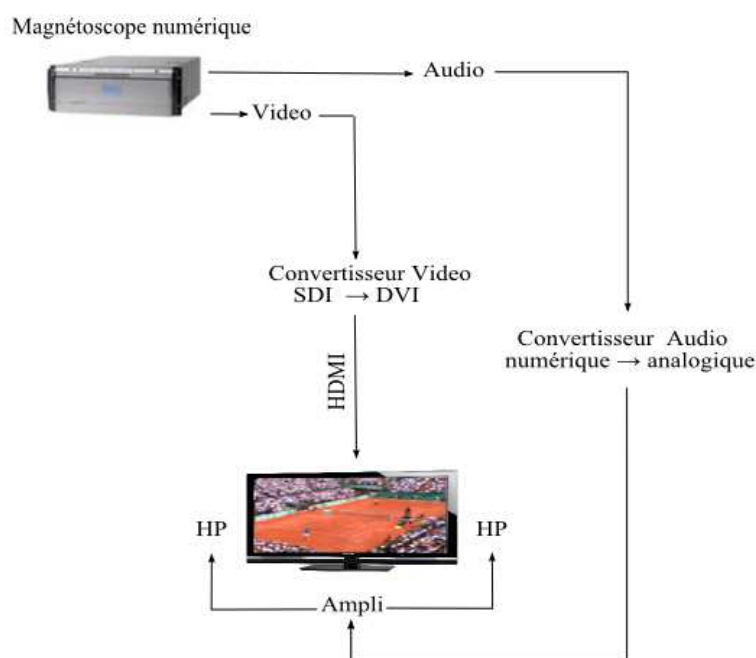 Magnétoscope numérique
Audio
Video
Convertisseur Video
SDI → DVI
Convertisseur Audio
numérique → analogique
HDMI
HP
HP
Ampli